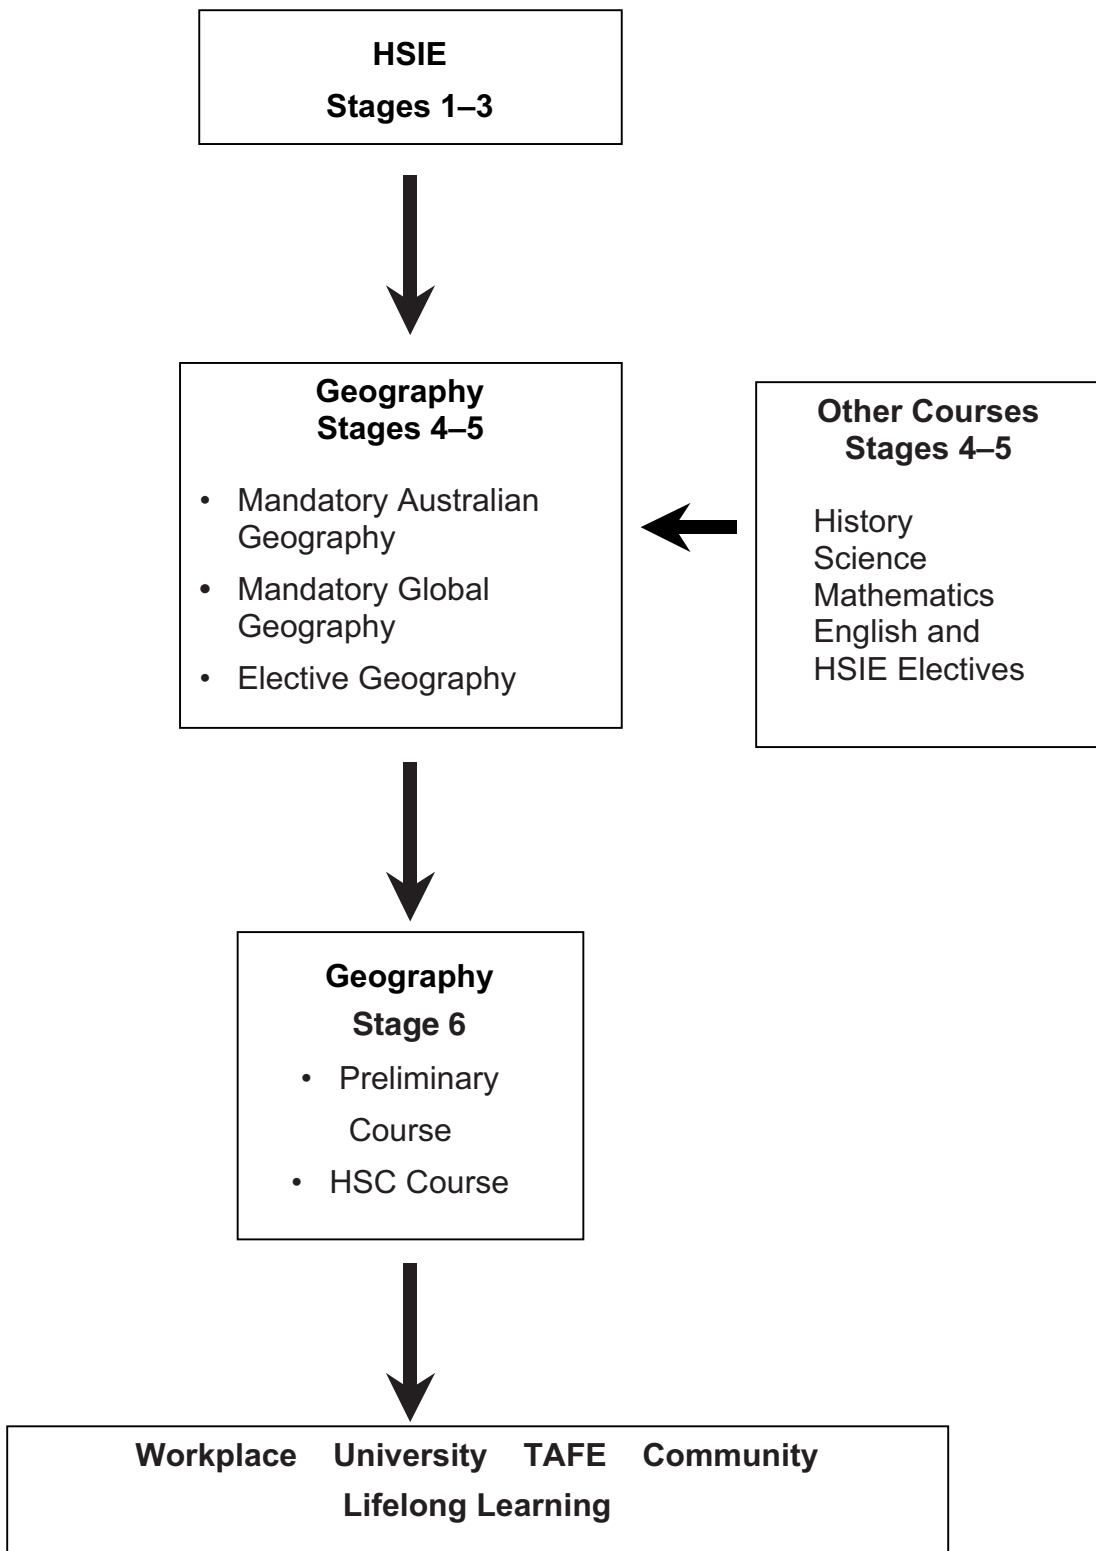 HSIE
Stages 1–3
Geography
Stages 4–5
• Mandatory Australian
Geography
• Mandatory Global
Geography
• Elective Geography
Other Courses
Stages 4–5
History
Science
Mathematics
English and
HSIE Electives
Geography
Stage 6
• Preliminary
Course
• HSC Course
Workplace University TAFE Community
Lifelong Learning